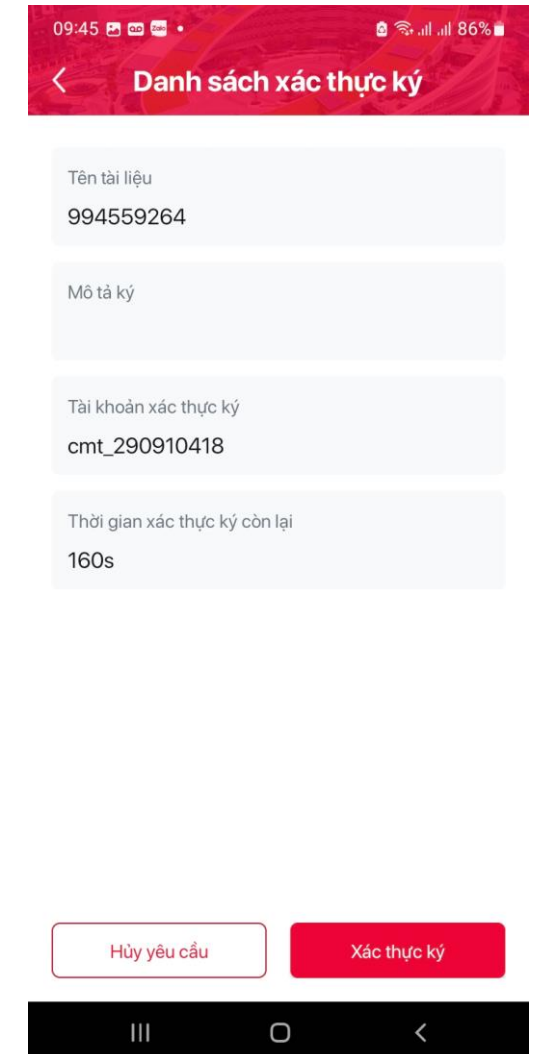 09:45 Zalo 86%
Danh sách xác thực ký
Tên tài liệu
994559264
Mô tả ký
Tài khoản xác thực ký
cmt_290910418
Thời gian xác thực ký còn lại
160s
Hủy yêu cầu Xác thực ký